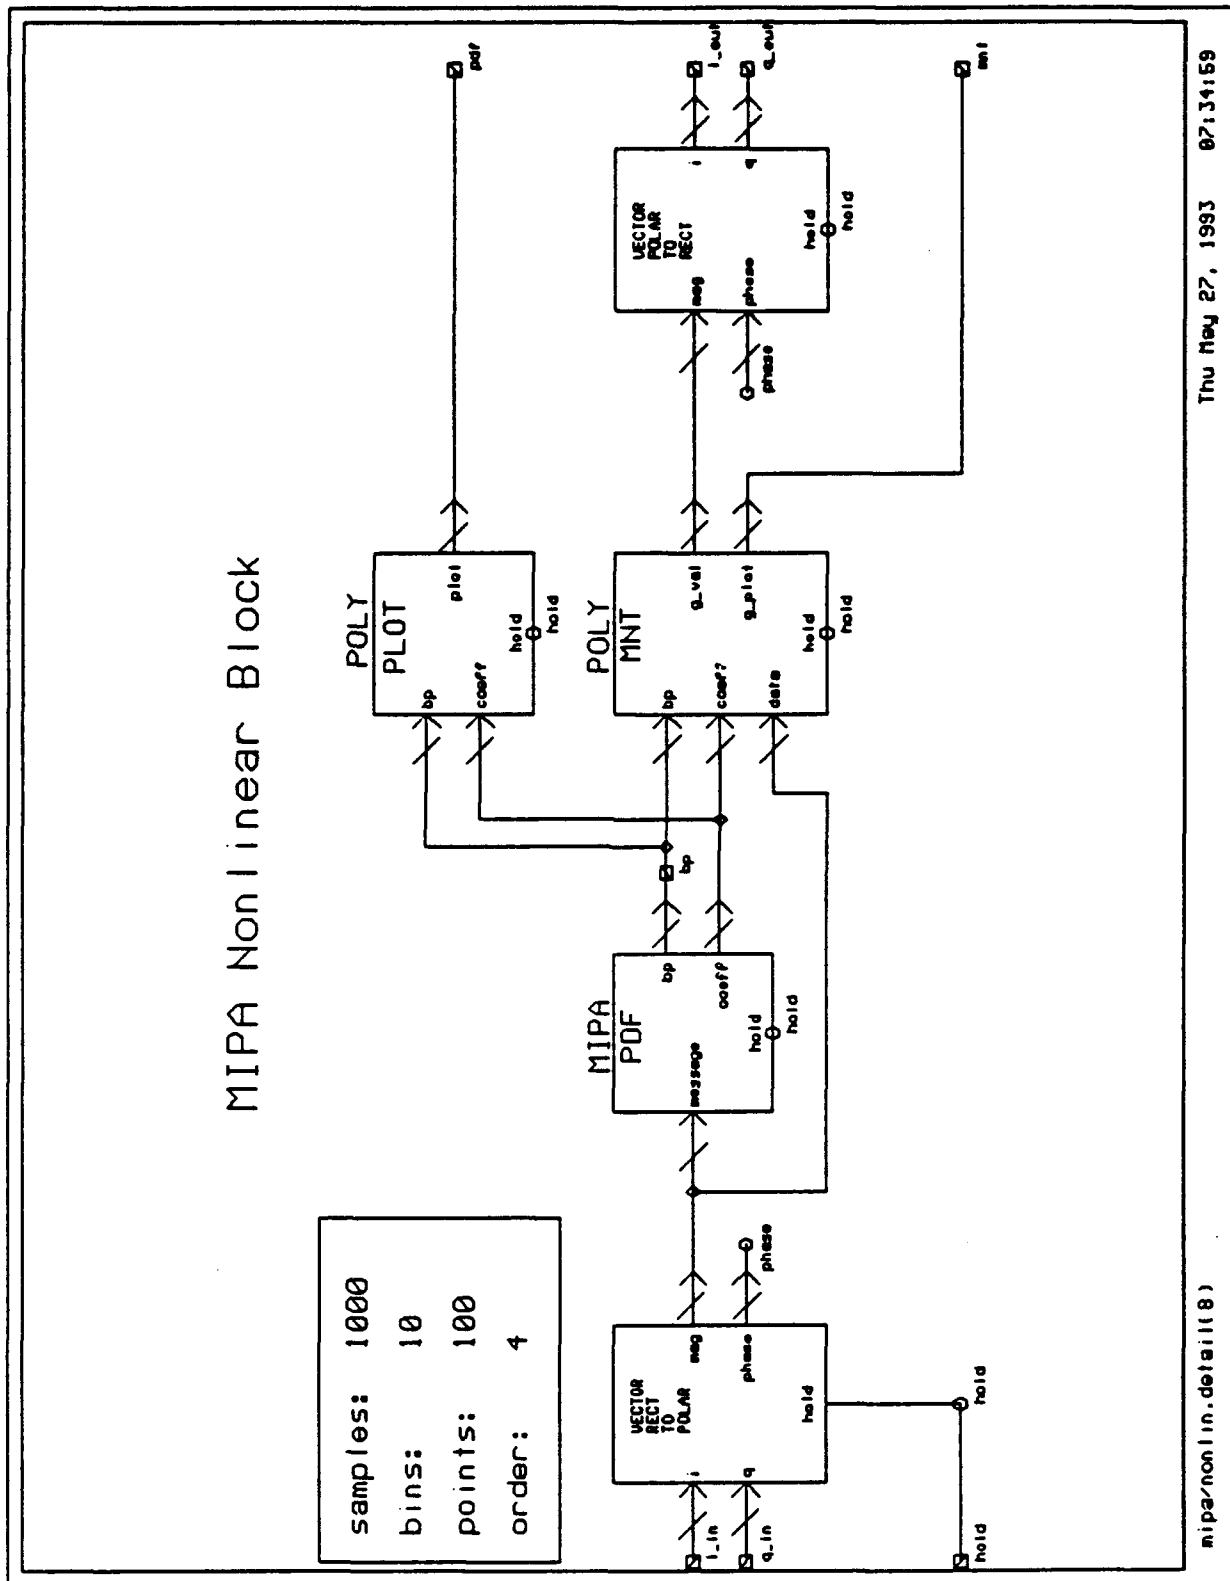 MIPA Nonlinear Block
samples: 1000
bins: 10
points: 100
order: 4
POLY
PLOT
bp
coeff
plot
hold
hold
pdf
VECTOR
RECT
TO
POLAR
i
q
mag
phase
hold
i_in
q_in
phase
hold
hold
MIPA
PDF
message
bp
coeff
hold
hold
bp
POLY
MNT
bp
coef?
data
g_val
g_plot
hold
hold
VECTOR
POLAR
TO
RECT
mag
phase
i
q
hold
hold
phase
i_out
q_out
mnt
mipa/nonlin.detail(8)
Thu May 27, 1993 07:34:59